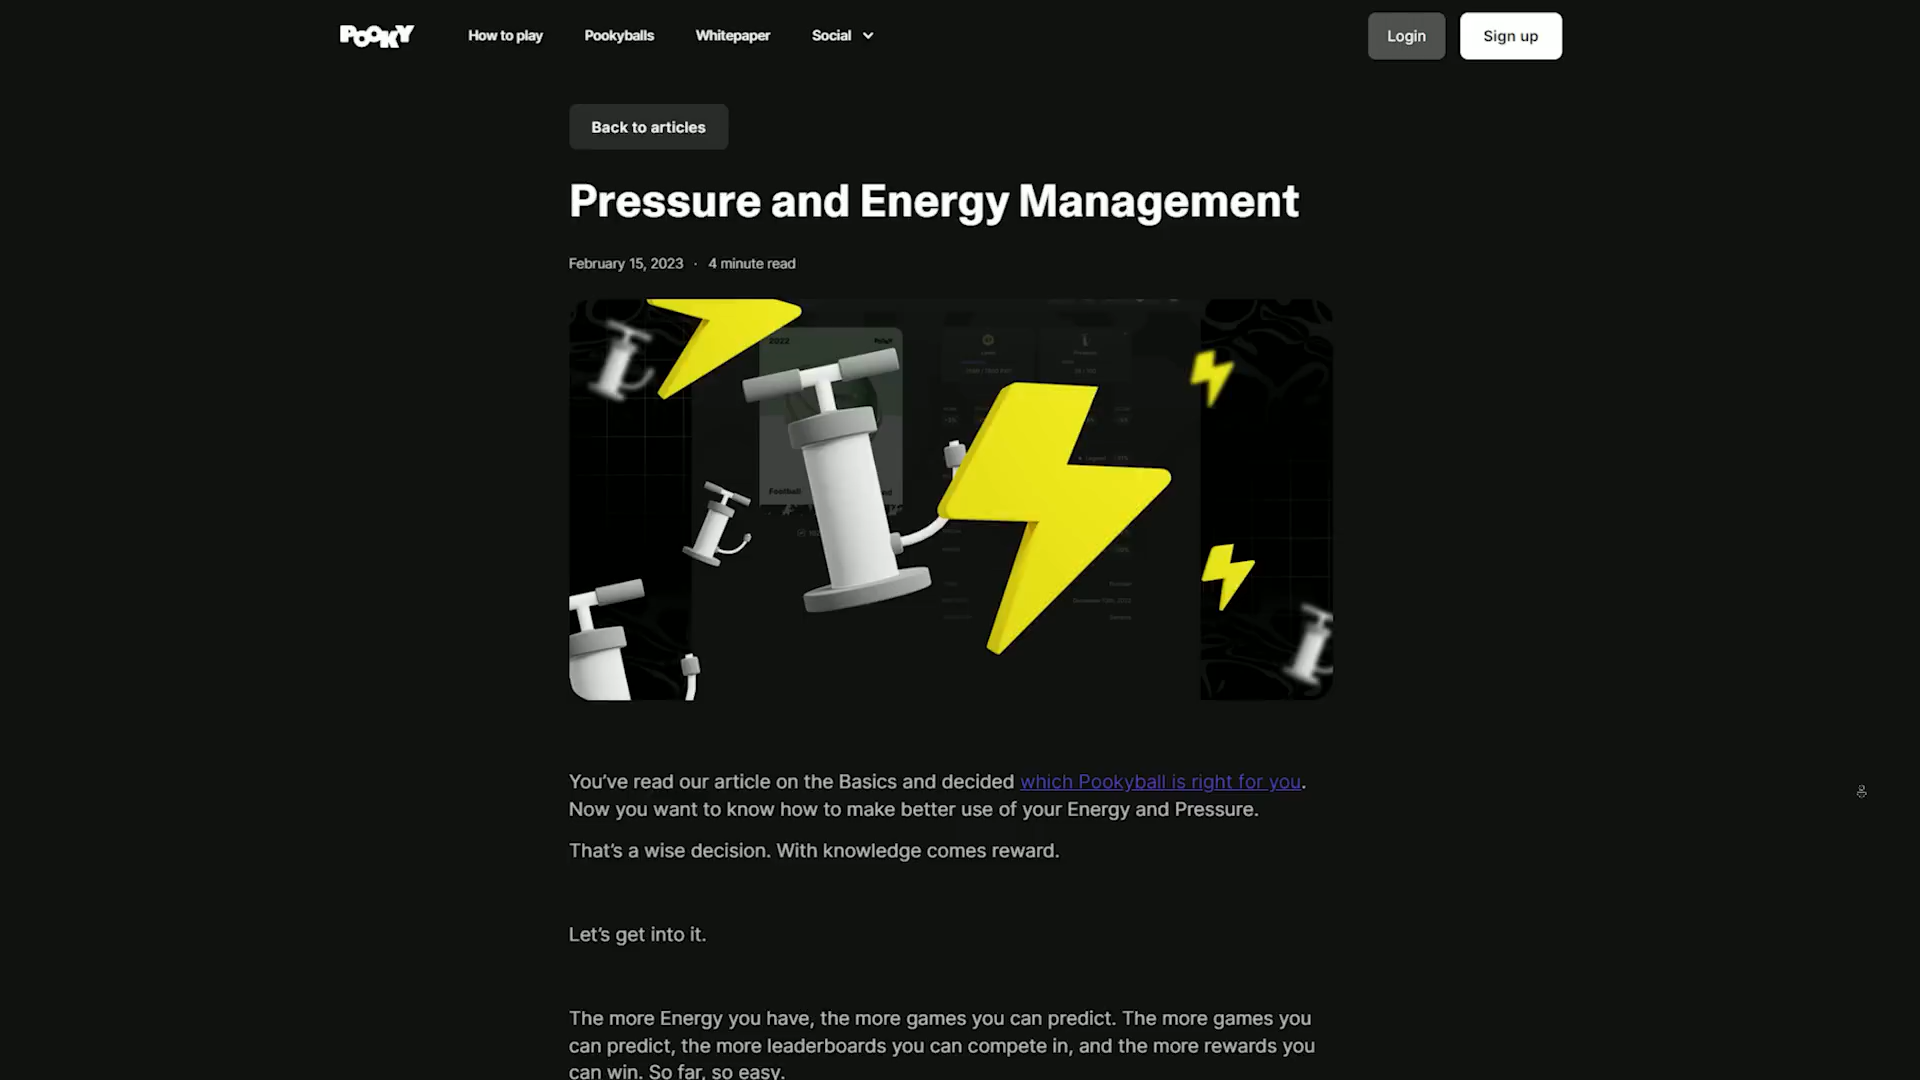 POOKY How to play Pookyballs Whitepaper Social Login Sign up
Back to articles
Pressure and Energy Management
February 15, 2023 · 4 minute read
2022
Football
You’ve read our article on the Basics and decided which Pookyball is right for you.
Now you want to know how to make better use of your Energy and Pressure.
That’s a wise decision. With knowledge comes reward.
Let’s get into it.
The more Energy you have, the more games you can predict. The more games you
can predict, the more leaderboards you can compete in, and the more rewards you
can win. So far, so easy.